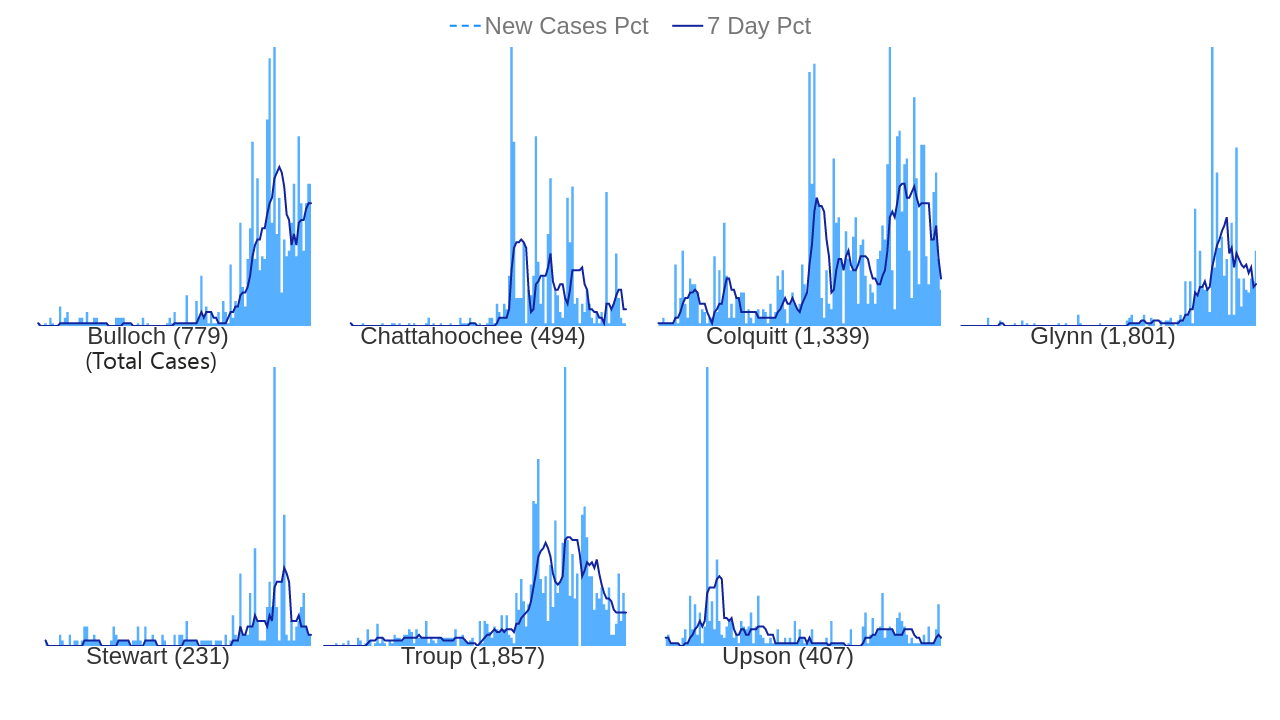 New Cases Pct 7 Day Pct
Bulloch (779) Chattahoochee (494) Colquitt (1,339) Glynn (1,801)
(Total Cases)
Stewart (231) Troup (1,857) Upson (407)